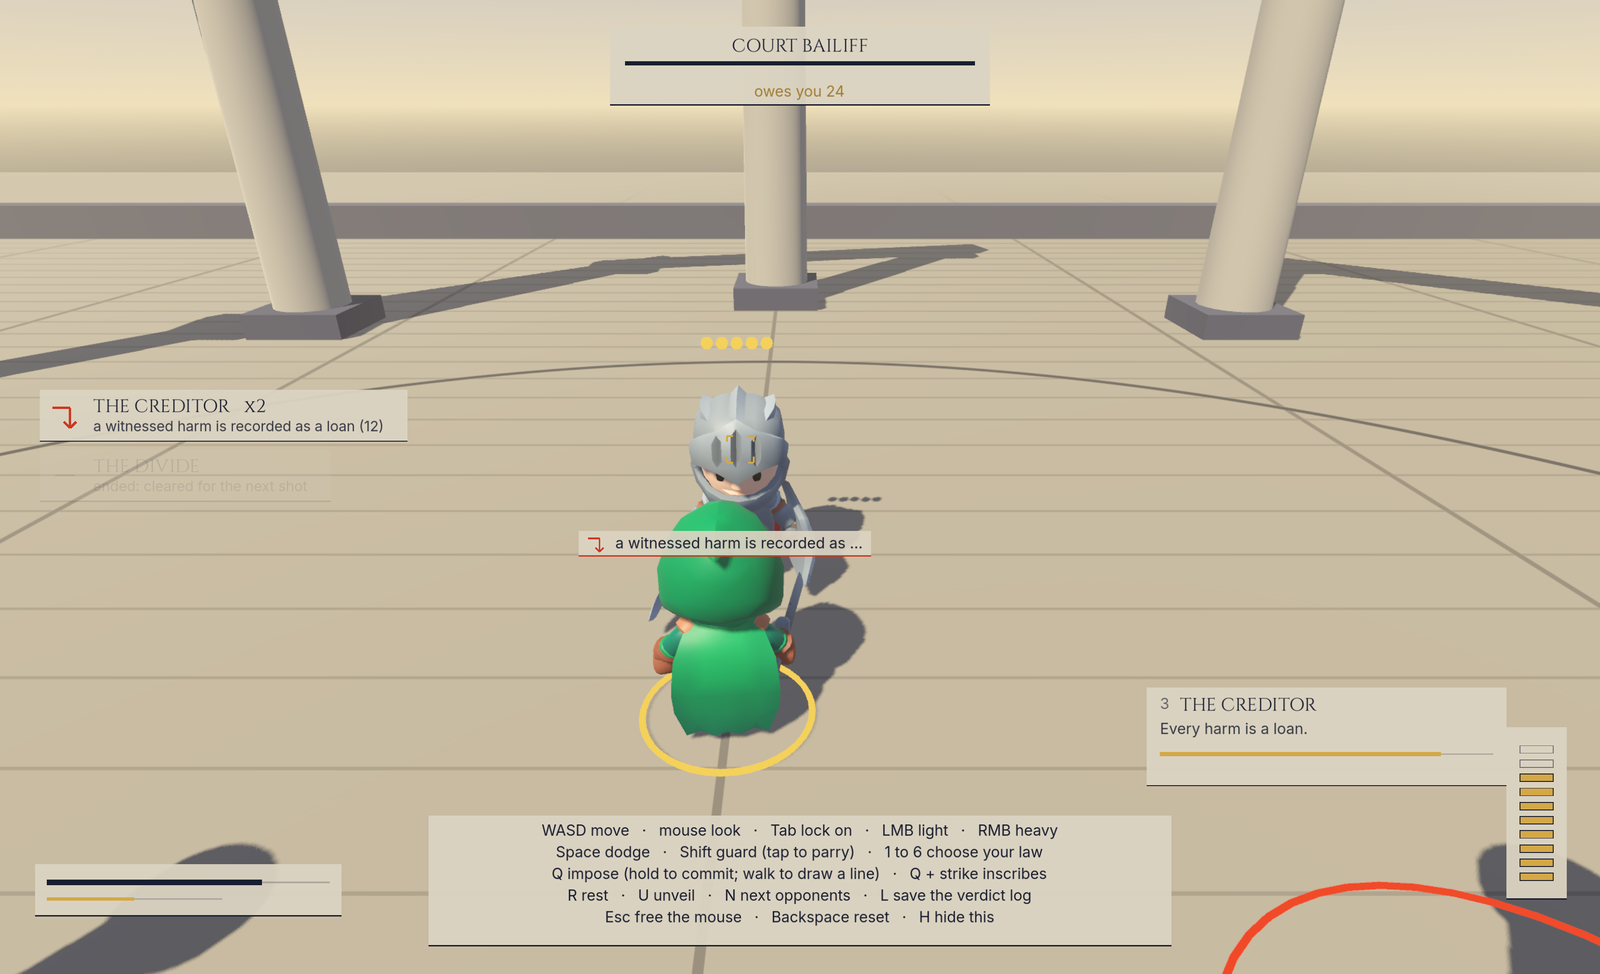 COURT BAILIFF
owes you 24
THE CREDITOR x2
a witnessed harm is recorded as a loan (12)
THE DIVIDE
ended: cleared for the next shot
a witnessed harm is recorded as ...
3 THE CREDITOR
Every harm is a loan.
WASD move · mouse look · Tab lock on · LMB light · RMB heavy
Space dodge · Shift guard (tap to parry) · 1 to 6 choose your law
Q impose (hold to commit; walk to draw a line) · Q + strike inscribes
R rest · U unveil · N next opponents · L save the verdict log
Esc free the mouse · Backspace reset · H hide this